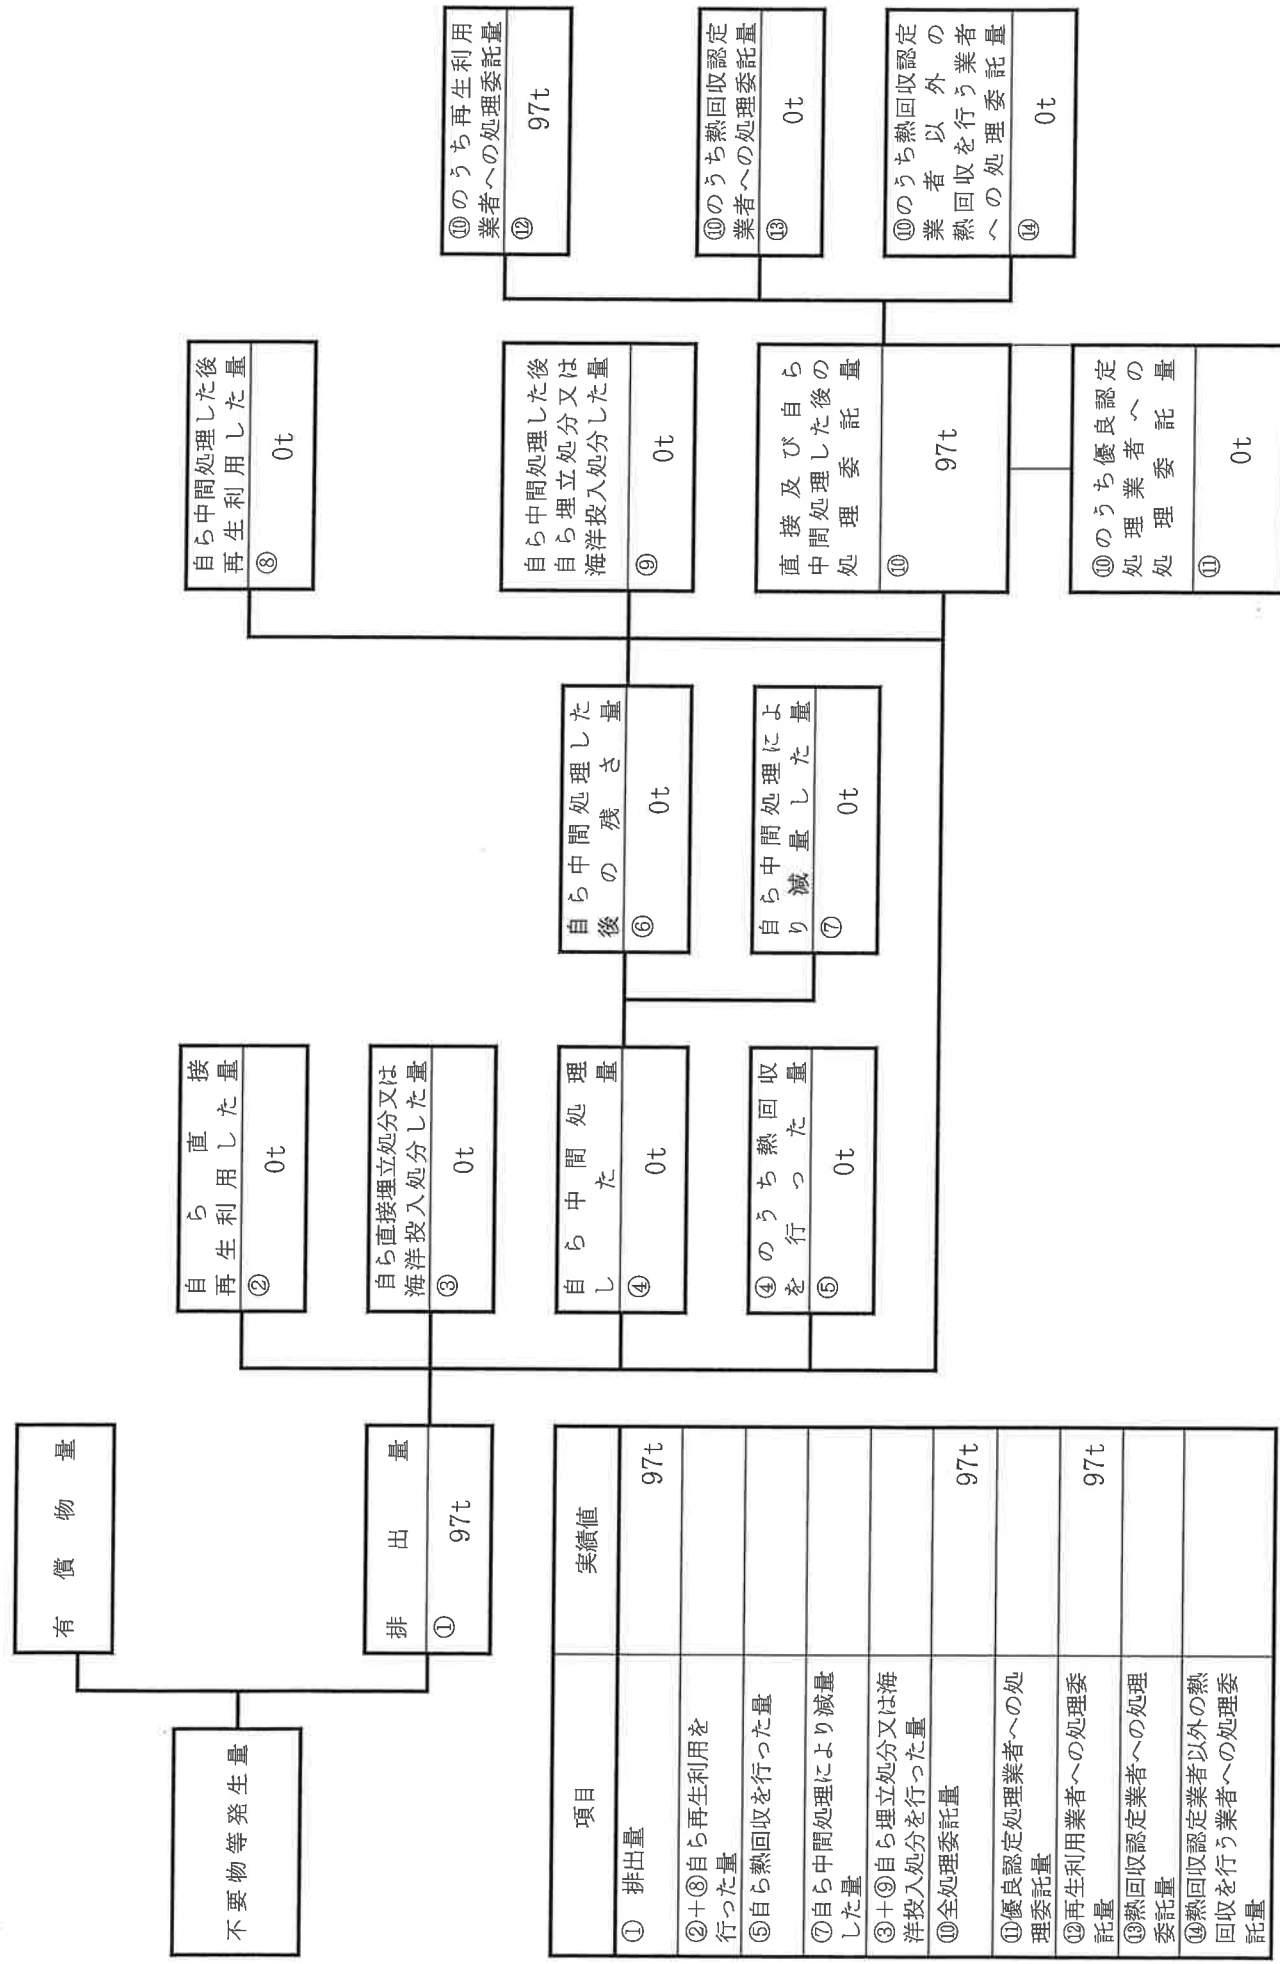 不要物等発生量
有償物量
排出量
① 97t
自ら直接
再生利用した量
② 0t
自ら直接埋立処分又は
海洋投入処分した量
③ 0t
自ら中間処理
した量
④ 0t
④のうち熱回収
を行った量
⑤ 0t
自ら中間処理した
後の残さ量
⑥ 0t
自ら中間処理によ
り減量した量
⑦ 0t
自ら中間処理した後
再生利用した量
⑧ 0t
自ら中間処理した後
自ら埋立処分又は
海洋投入処分した量
⑨ 0t
直接及び自ら
中間処理した後の
処理委託量
⑩ 97t
⑩のうち優良認定
処理業者への
処理委託量
⑪ 0t
⑩のうち再生利用
業者への処理委託量
⑫ 97t
⑩のうち熱回収認定
業者への処理委託量
⑬ 0t
⑩のうち熱回収認定
業者以外の
熱回収を行う業者
への処理委託量
⑭ 0t
項目 実績値
① 排出量 97t
②+⑧自ら再生利用を
行った量
⑤自ら熱回収を行った量
⑦自ら中間処理により減量
した量
③+⑨自ら埋立処分又は海
洋投入処分を行った量
⑩全処理委託量 97t
⑪優良認定処理業者への処
理委託量
⑫再生利用業者への処理委
託量 97t
⑬熱回収認定業者への処理
委託量
⑭熱回収認定業者以外の熱
回収を行う業者への処理委
託量